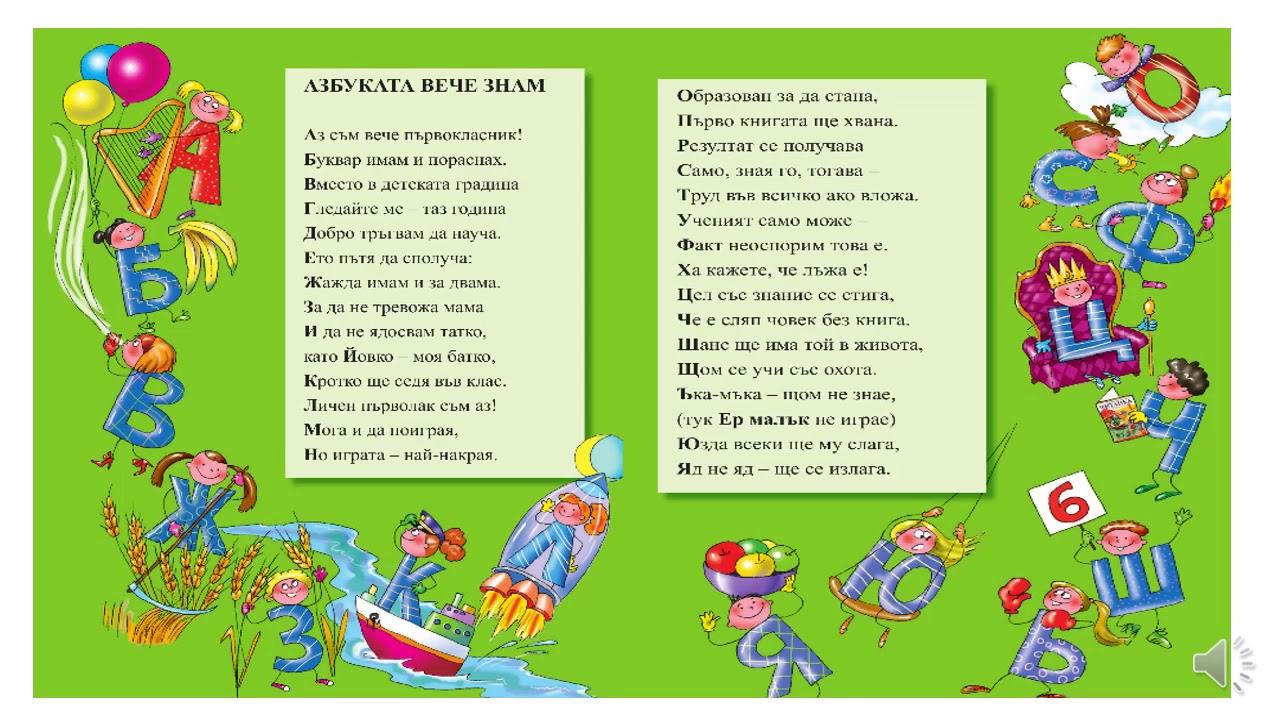 АЗБУКАТА ВЕЧЕ ЗНАМ
Аз съм вече първокласник!
Буквар имам и пораснах.
Вместо в детската градина
Гледайте ме – таз година
Добро тръгвам да науча.
Ето пътя да сполуча:
Жажда имам и за двама.
За да не тревожа мама
И да не ядосвам татко,
като Йовко – моя батко,
Кротко ще седя във клас.
Личен първолак съм аз!
Мога и да поиграя,
Но играта – най-накрая.
Образован за да стана,
Първо книгата ще хвана.
Резултат се получава
Само, зная го, тогава –
Труд във всичко ако вложа.
Ученият само може –
Факт неоспорим това е.
Ха кажете, че лъжа е!
Цел със знание се стига,
Че е сляп човек без книга.
Шанс ще има той в живота,
Щом се учи със охота.
Ъка-мъка – щом не знае,
(тук Ер малък не играе)
Юзда всеки ще му слага,
Яд не яд – ще се излага.
А
Б
В
Ж
З
К
Л
О
С
Ф
Ц
Ч
ЧИТАНКА
6
Ш
Ь
Ю
Я